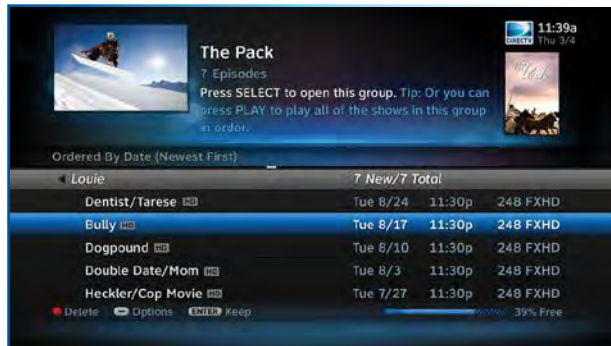 The Pack
7 Episodes
Press SELECT to open this group. Tip: Or you can
press PLAY to play all of the shows in this group
in order.
DIRECTV
11:39a
Thu 3/4
Ordered By Date (Newest First)
Louie 7 New/7 Total
Dentist/Tarese HD Tue 8/24 11:30p 248 FXHD
Bully HD Tue 8/17 11:30p 248 FXHD
Dogpound HD Tue 8/10 11:30p 248 FXHD
Double Date/Mom HD Tue 8/3 11:30p 248 FXHD
Heckler/Cop Movie HD Tue 7/27 11:30p 248 FXHD
Delete Options ENTER Keep 39% Free